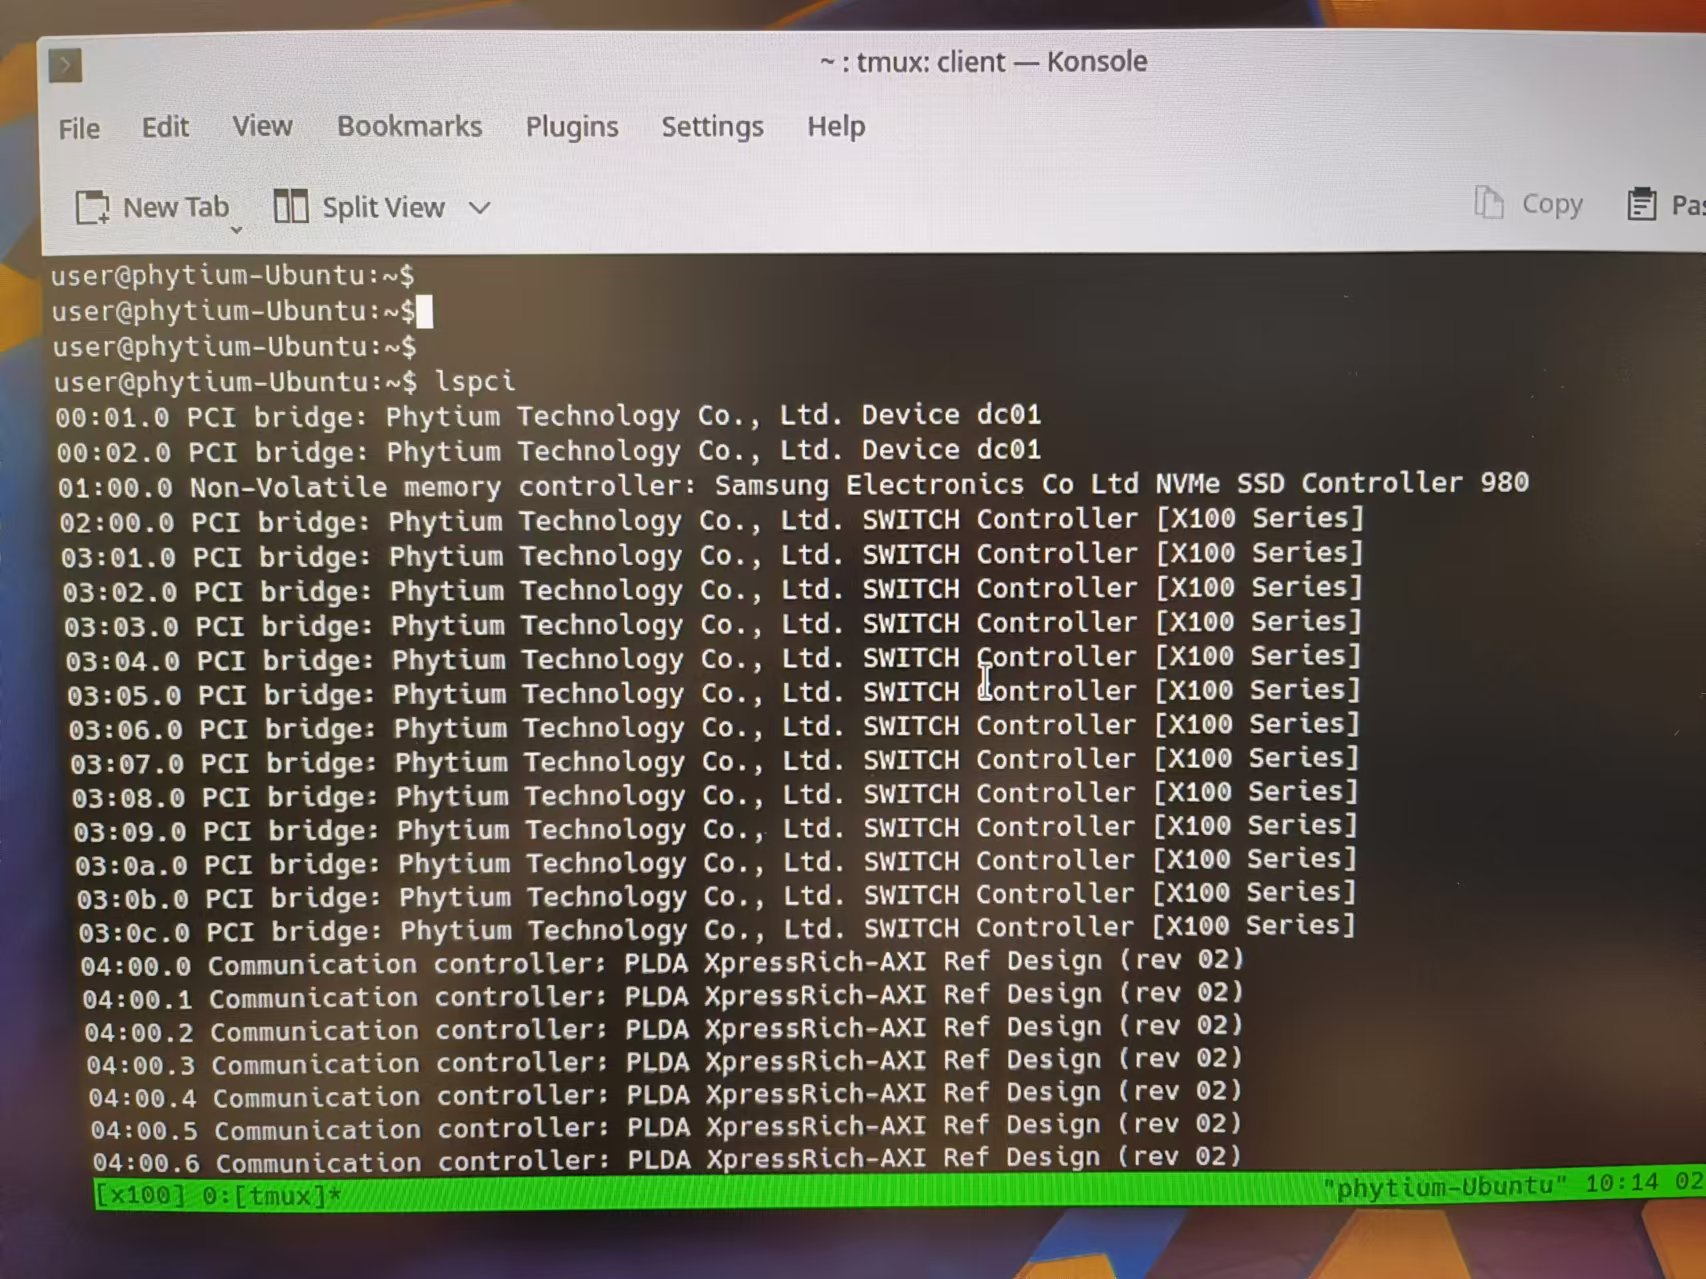 ~ : tmux: client — Konsole
File Edit View Bookmarks Plugins Settings Help
New Tab Split View Copy
user@phytium-Ubuntu:~$
user@phytium-Ubuntu:~$
user@phytium-Ubuntu:~$
user@phytium-Ubuntu:~$ lspci
00:01.0 PCI bridge: Phytium Technology Co., Ltd. Device dc01
00:02.0 PCI bridge: Phytium Technology Co., Ltd. Device dc01
01:00.0 Non-Volatile memory controller: Samsung Electronics Co Ltd NVMe SSD Controller 980
02:00.0 PCI bridge: Phytium Technology Co., Ltd. SWITCH Controller [X100 Series]
03:01.0 PCI bridge: Phytium Technology Co., Ltd. SWITCH Controller [X100 Series]
03:02.0 PCI bridge: Phytium Technology Co., Ltd. SWITCH Controller [X100 Series]
03:03.0 PCI bridge: Phytium Technology Co., Ltd. SWITCH Controller [X100 Series]
03:04.0 PCI bridge: Phytium Technology Co., Ltd. SWITCH Controller [X100 Series]
03:05.0 PCI bridge: Phytium Technology Co., Ltd. SWITCH Controller [X100 Series]
03:06.0 PCI bridge: Phytium Technology Co., Ltd. SWITCH Controller [X100 Series]
03:07.0 PCI bridge: Phytium Technology Co., Ltd. SWITCH Controller [X100 Series]
03:08.0 PCI bridge: Phytium Technology Co., Ltd. SWITCH Controller [X100 Series]
03:09.0 PCI bridge: Phytium Technology Co., Ltd. SWITCH Controller [X100 Series]
03:0a.0 PCI bridge: Phytium Technology Co., Ltd. SWITCH Controller [X100 Series]
03:0b.0 PCI bridge: Phytium Technology Co., Ltd. SWITCH Controller [X100 Series]
03:0c.0 PCI bridge: Phytium Technology Co., Ltd. SWITCH Controller [X100 Series]
04:00.0 Communication controller: PLDA XpressRich-AXI Ref Design (rev 02)
04:00.1 Communication controller: PLDA XpressRich-AXI Ref Design (rev 02)
04:00.2 Communication controller: PLDA XpressRich-AXI Ref Design (rev 02)
04:00.3 Communication controller: PLDA XpressRich-AXI Ref Design (rev 02)
04:00.4 Communication controller: PLDA XpressRich-AXI Ref Design (rev 02)
04:00.5 Communication controller: PLDA XpressRich-AXI Ref Design (rev 02)
04:00.6 Communication controller: PLDA XpressRich-AXI Ref Design (rev 02)
[x100] 0:[tmux]* "phytium-Ubuntu" 10:14 02